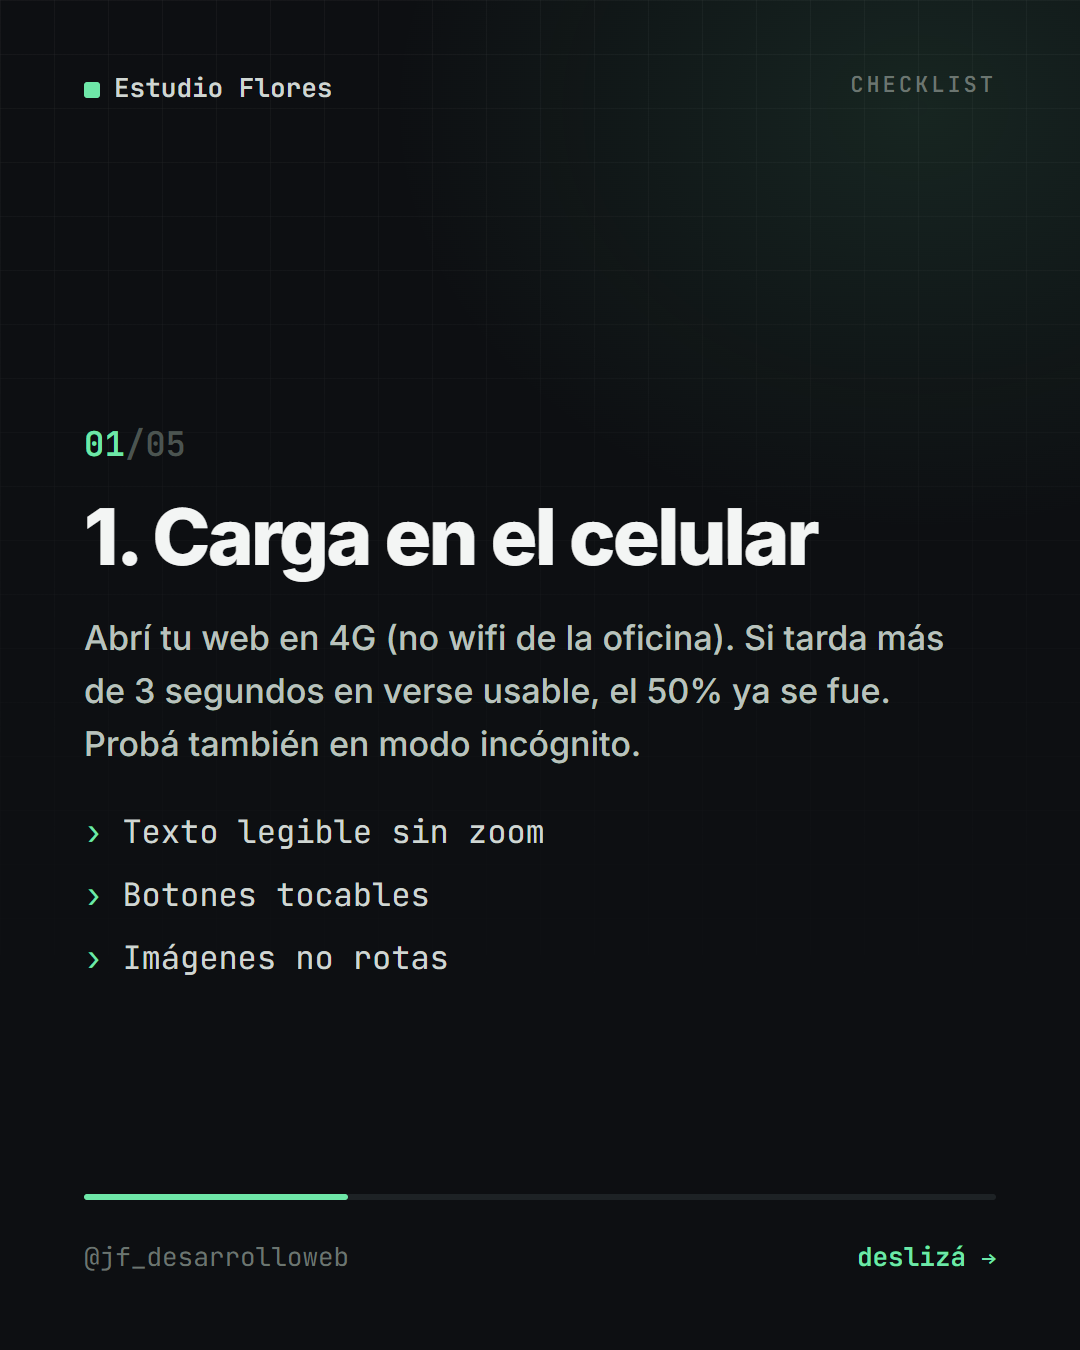 Estudio Flores
CHECKLIST
01/05
1. Carga en el celular
Abrí tu web en 4G (no wifi de la oficina). Si tarda más
de 3 segundos en verse usable, el 50% ya se fue.
Probá también en modo incógnito.
› Texto legible sin zoom
› Botones tocables
› Imágenes no rotas
@jf_desarrolloweb
deslizá →